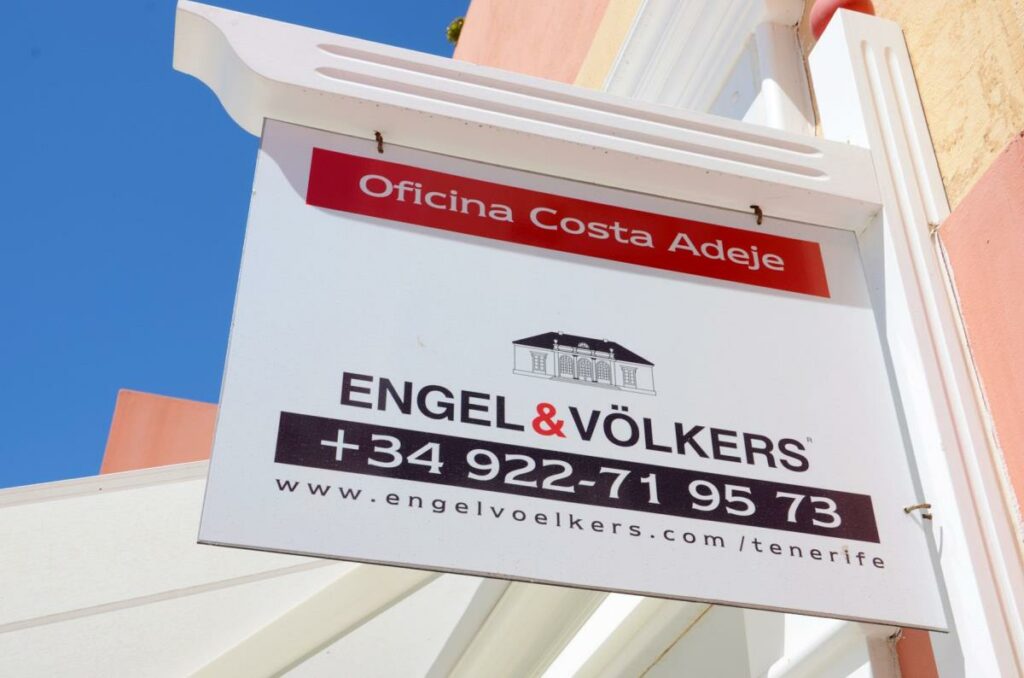 Oficina Costa Adeje
ENGEL & VÖLKERS
+34 922-71 95 73
www.engelvoelkers.com/tenerife